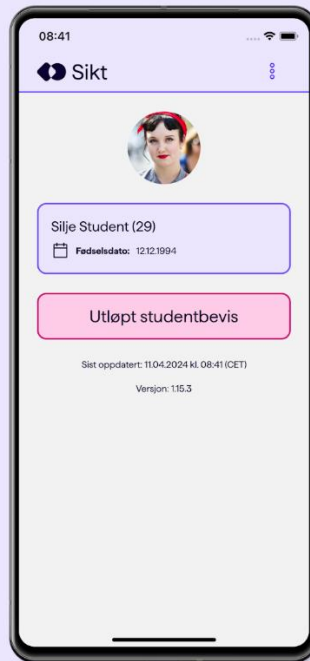 08:41
Sikt
Silje Student (29)
Fødselsdato: 12.12.1994
Utløpt studentbevis
Sist oppdatert: 11.04.2024 kl. 08:41 (CET)
Versjon: 1.15.3